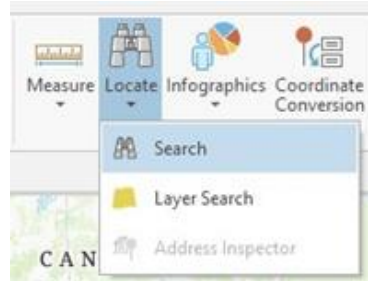 Measure Locate Infographics Coordinate
Conversion
Search
Layer Search
Address Inspector
CAN